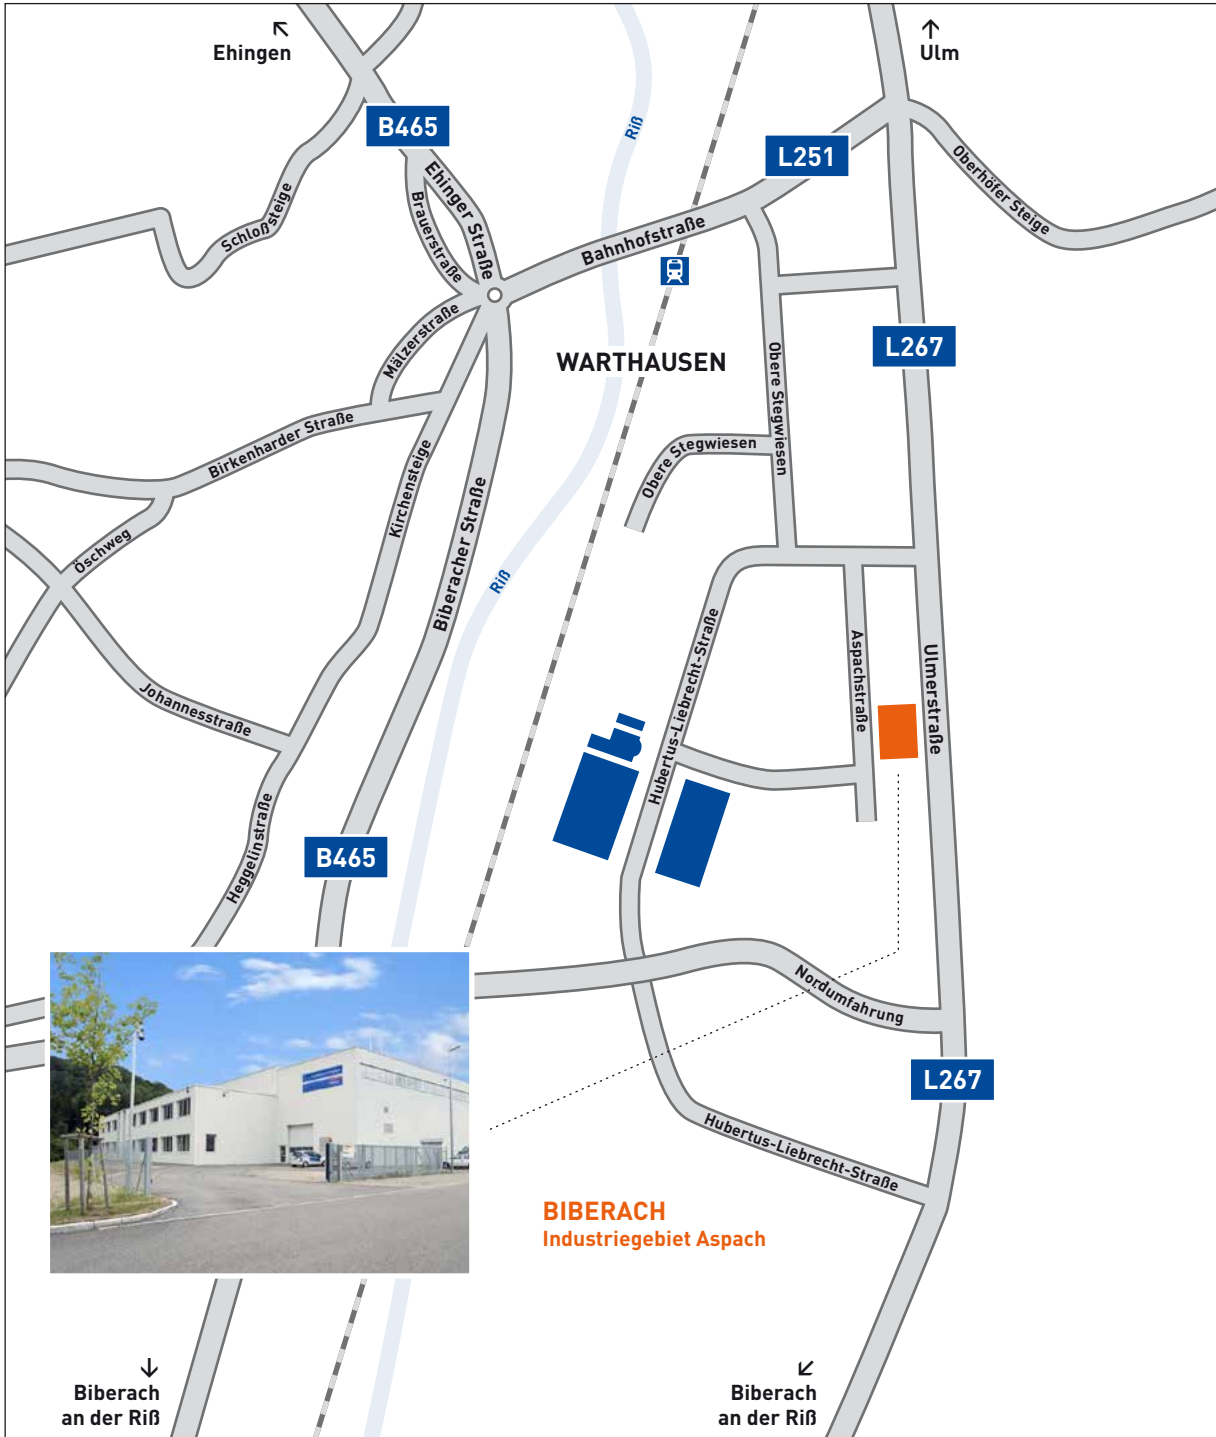 Ehingen
Ulm
B465
Riß
L251
Oberhöfer Steige
Ehinger Straße
Brauerstraße
Schloßsteige
Bahnhofstraße
Mälzerstraße
WARTHAUSEN
L267
Obere Stegwiesen
Birkenharder Straße
Obere Stegwiesen
Kirchensteige
Biberacher Straße
Öschweg
Riß
Hubertus-Liebrecht-Straße
Aspachstraße
Ulmerstraße
Johannesstraße
Heggelinstraße
B465
Nordumfahrung
L267
Hubertus-Liebrecht-Straße
BIBERACH
Industriegebiet Aspach
Biberach
an der Riß
Biberach
an der Riß